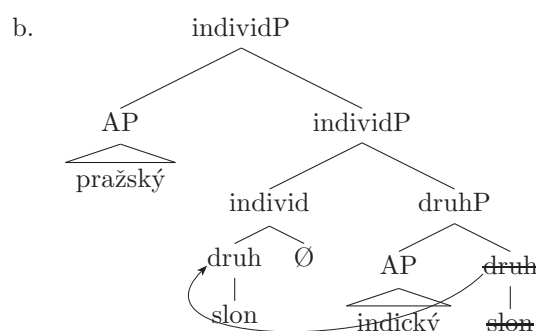 b.
individP
AP individP
pražský
individ druhP
druh Ø AP druh
slon indický slon